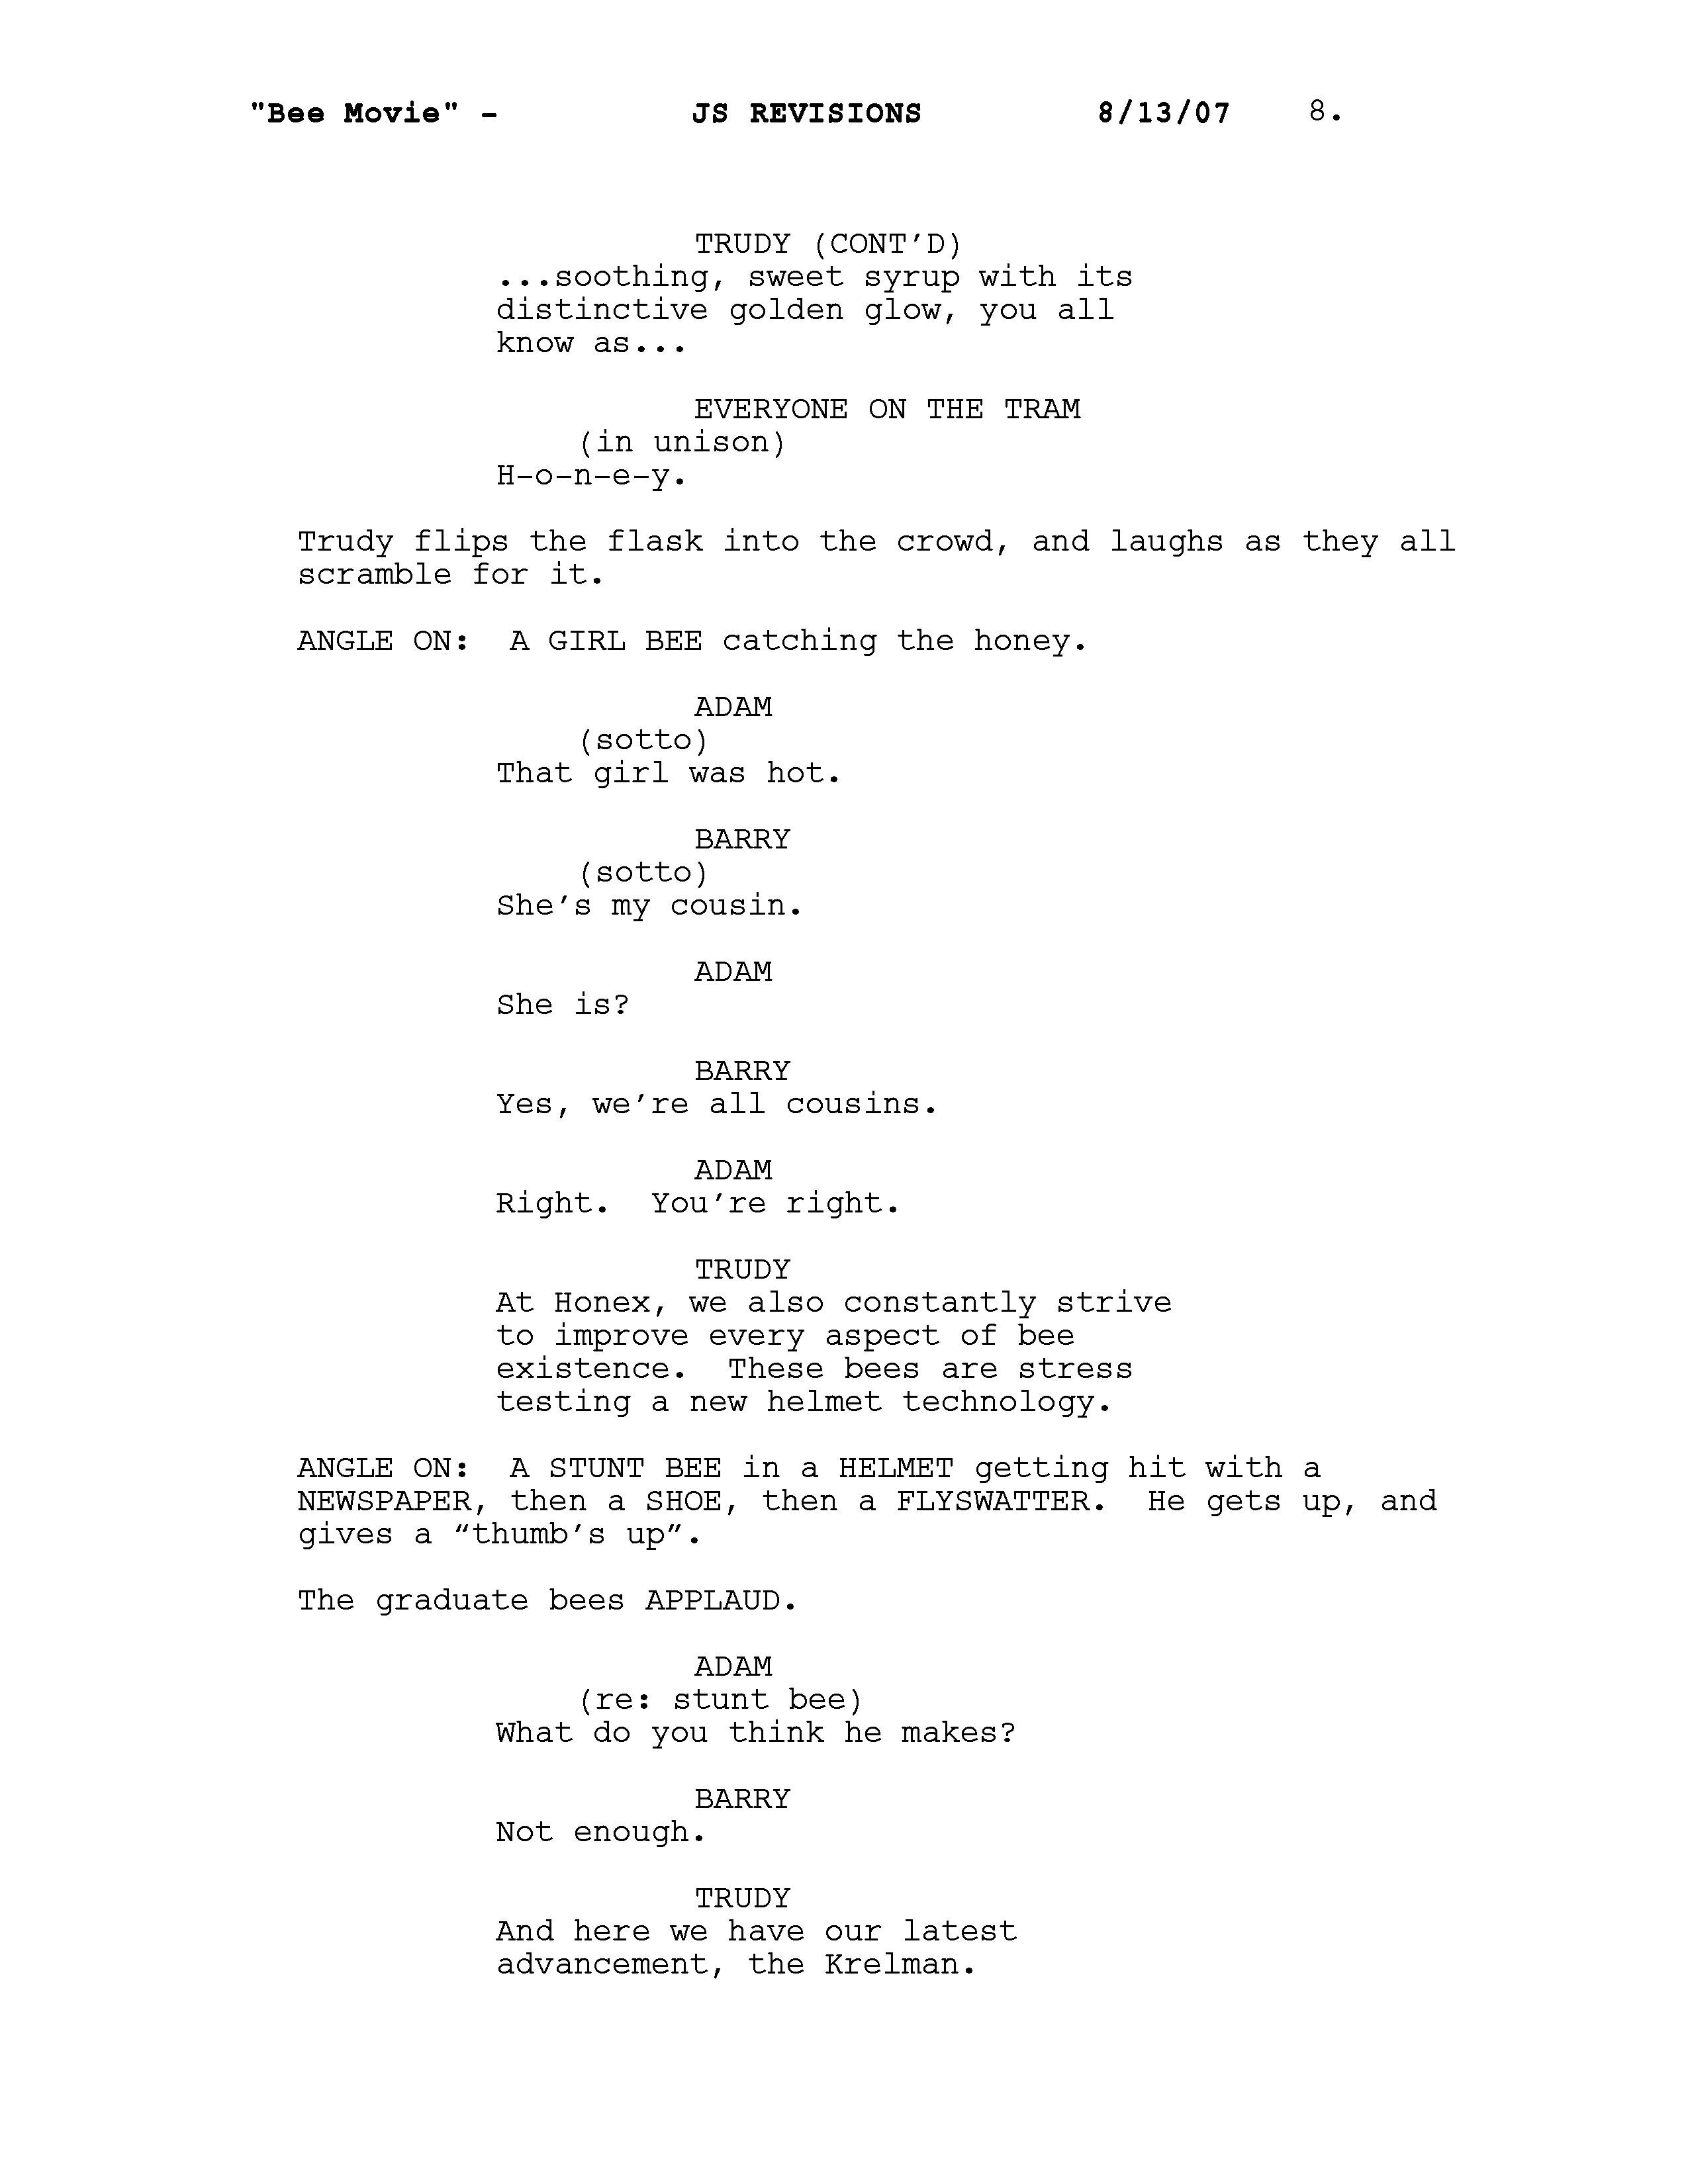 "Bee Movie" - JS REVISIONS 8/13/07 8.
TRUDY (CONT’D)
...soothing, sweet syrup with its
distinctive golden glow, you all
know as...
EVERYONE ON THE TRAM
(in unison)
H-o-n-e-y.
Trudy flips the flask into the crowd, and laughs as they all
scramble for it.
ANGLE ON:  A GIRL BEE catching the honey.
ADAM
(sotto)
That girl was hot.
BARRY
(sotto)
She’s my cousin.
ADAM
She is?
BARRY
Yes, we’re all cousins.
ADAM
Right.  You’re right.
TRUDY
At Honex, we also constantly strive
to improve every aspect of bee
existence.  These bees are stress
testing a new helmet technology.
ANGLE ON:  A STUNT BEE in a HELMET getting hit with a
NEWSPAPER, then a SHOE, then a FLYSWATTER.  He gets up, and
gives a “thumb’s up”.
The graduate bees APPLAUD.
ADAM
(re: stunt bee)
What do you think he makes?
BARRY
Not enough.
TRUDY
And here we have our latest
advancement, the Krelman.